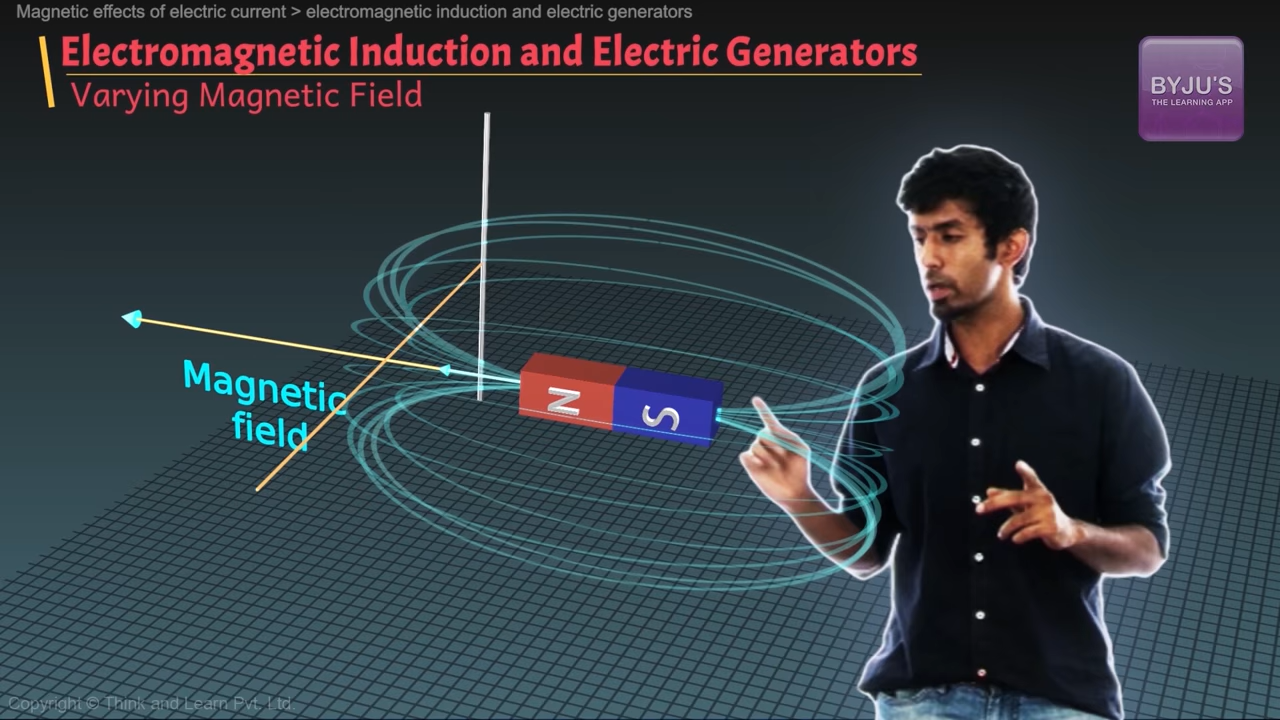 Magnetic effects of electric current > electromagnetic induction and electric generators
Electromagnetic Induction and Electric Generators
Varying Magnetic Field
BYJU'S
THE LEARNING APP
Magnetic
field
N
S
Copyright © Think and Learn Pvt. Ltd.